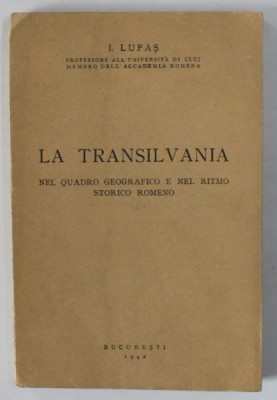 I. LUPAȘ
PROFESSORE ALL'UNIVERSITÀ DI CLUJ
MEMBRO DELL'ACCADEMIA ROMENA
LA TRANSILVANIA
NEL QUADRO GEOGRAFICO E NEL RITMO
STORICO ROMENO
BUCUREȘTI